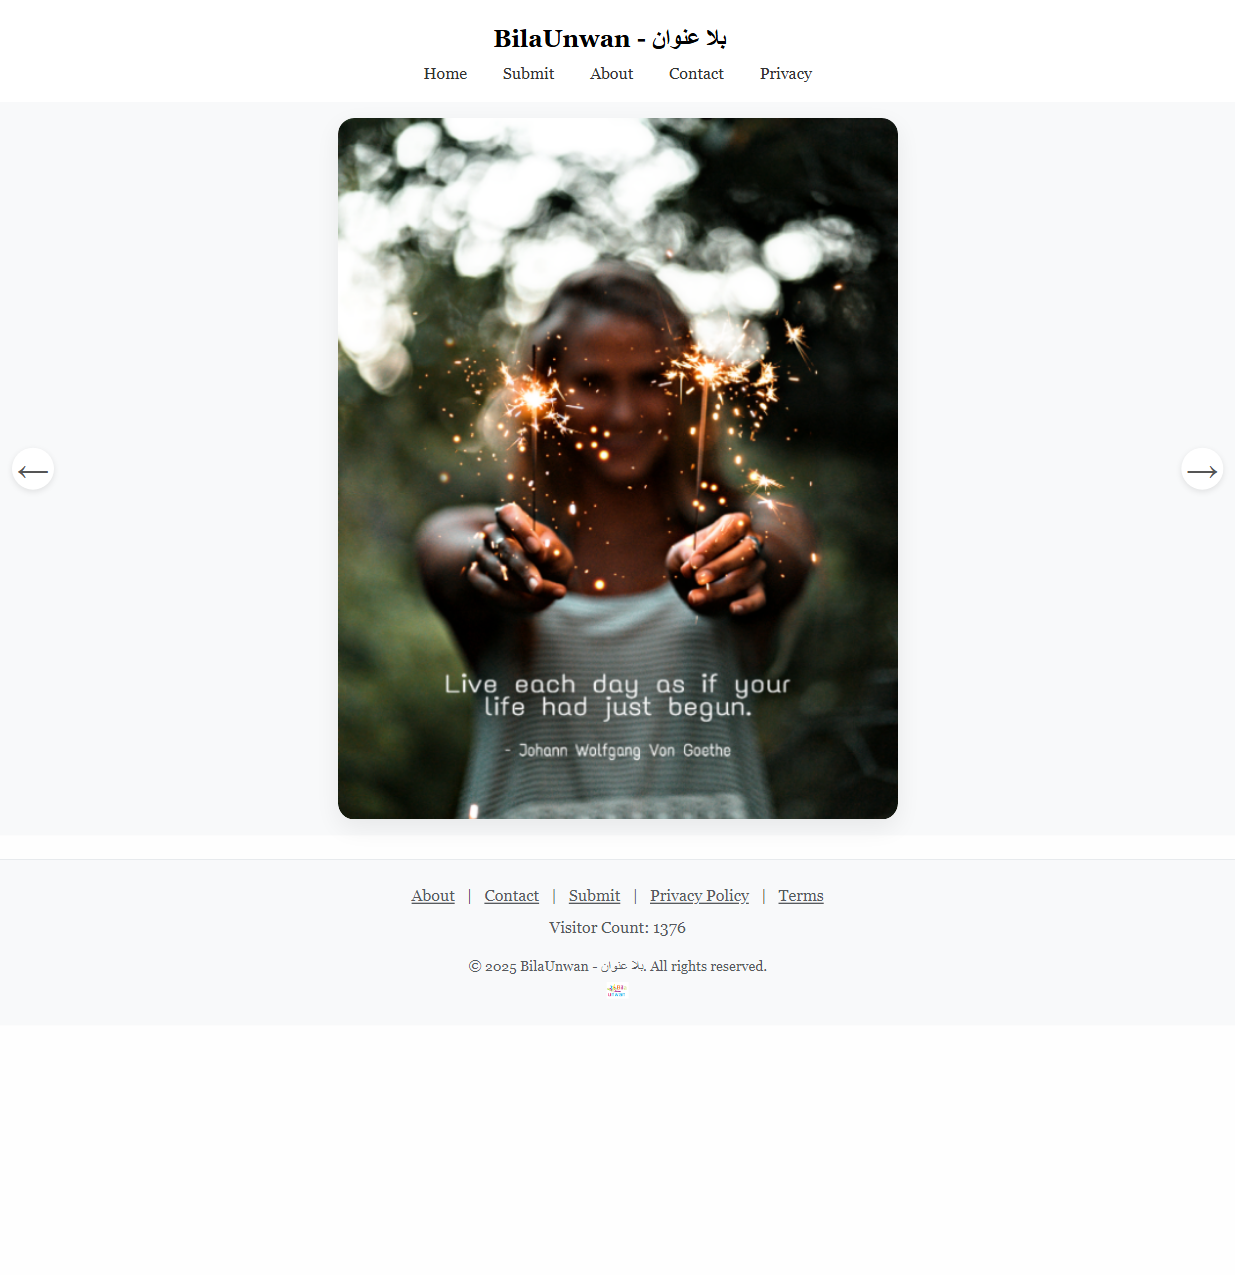 BilaUnwan - بلا عنوان
Home Submit About Contact Privacy
Live each day as if your
life had just begun.
- Johann Wolfgang Von Goethe
About | Contact | Submit | Privacy Policy | Terms
Visitor Count: 1376
© 2025 BilaUnwan - بلا عنوان. All rights reserved.